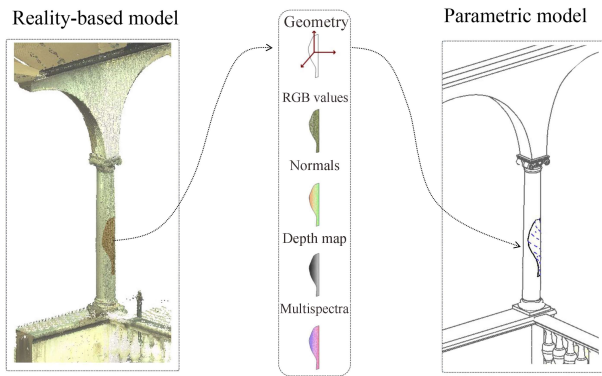 Reality-based model
Geometry
Parametric model
RGB values
Normals
Depth map
Multispectra